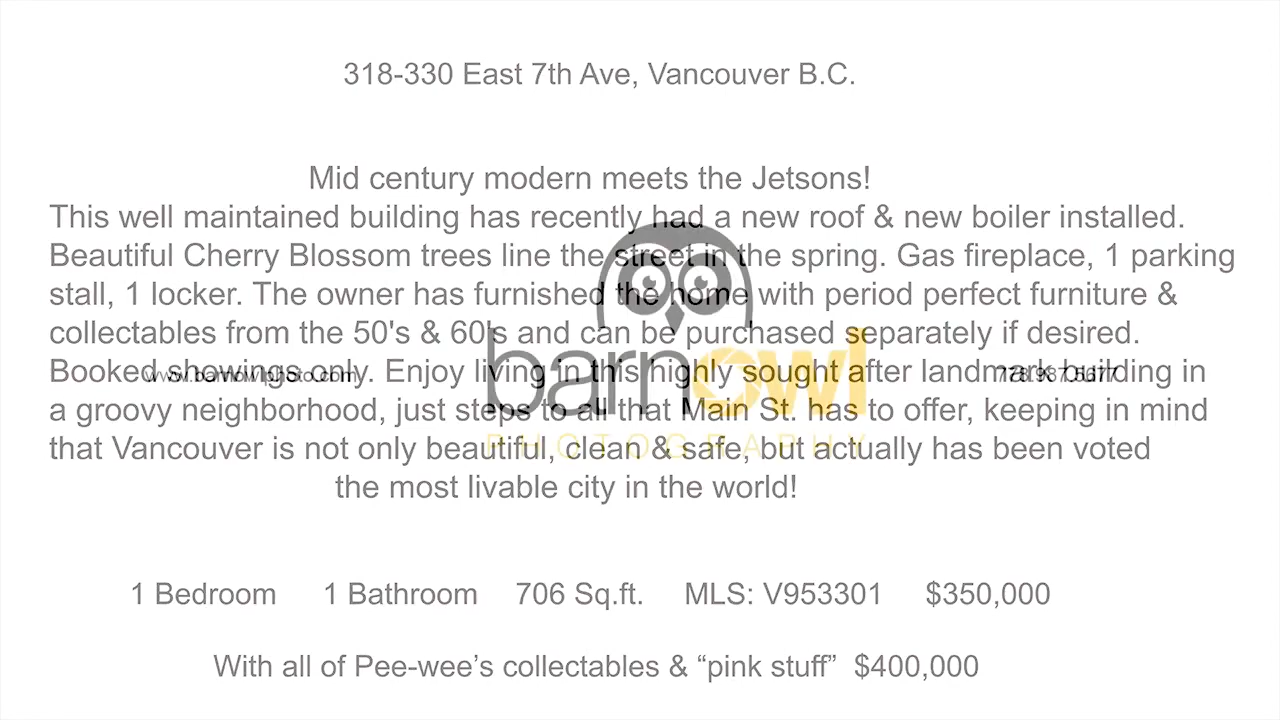 318-330 East 7th Ave, Vancouver B.C.
Mid century modern meets the Jetsons!
This well maintained building has recently had a new roof & new boiler installed.
Beautiful Cherry Blossom trees line the street in the spring. Gas fireplace, 1 parking
stall, 1 locker. The owner has furnished the home with period perfect furniture &
collectables from the 50's & 60's and can be purchased separately if desired.
Booked showings only. Enjoy living in this highly sought after landmark building in
a groovy neighborhood, just steps to all that Main St. has to offer, keeping in mind
that Vancouver is not only beautiful, clean & safe, but actually has been voted
the most livable city in the world!
1 Bedroom 1 Bathroom 706 Sq.ft. MLS: V953301 $350,000
With all of Pee-wee’s collectables & “pink stuff” $400,000
barnowl
PHOTOGRAPHY
www.barnowlphoto.com